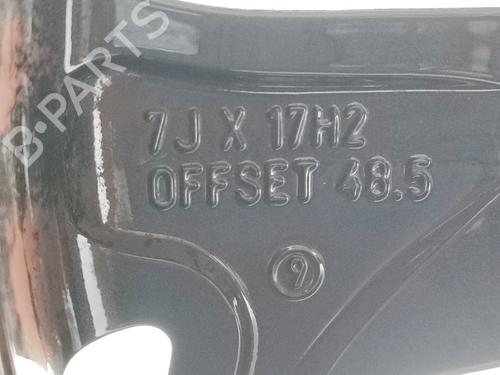 B-PARTS
7J X 17H2
OFFSET 48.5
9